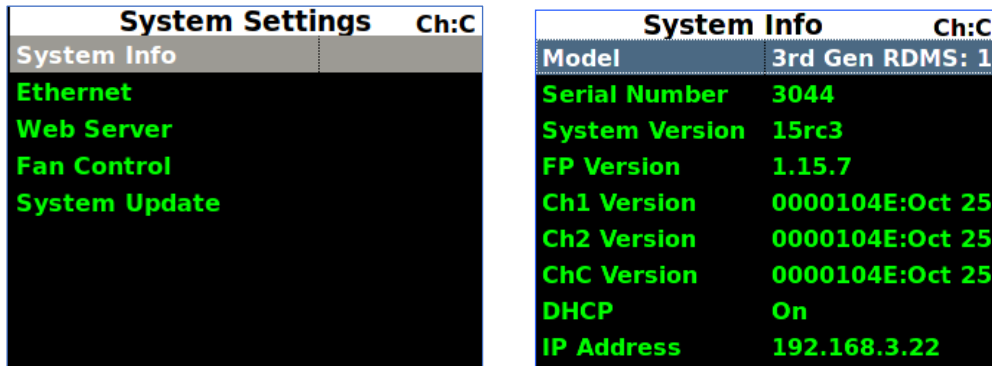 System Settings Ch:C
System Info
Ethernet
Web Server
Fan Control
System Update
System Info Ch:C
Model 3rd Gen RDMS: 1
Serial Number 3044
System Version 15rc3
FP Version 1.15.7
Ch1 Version 0000104E:Oct 25
Ch2 Version 0000104E:Oct 25
ChC Version 0000104E:Oct 25
DHCP On
IP Address 192.168.3.22